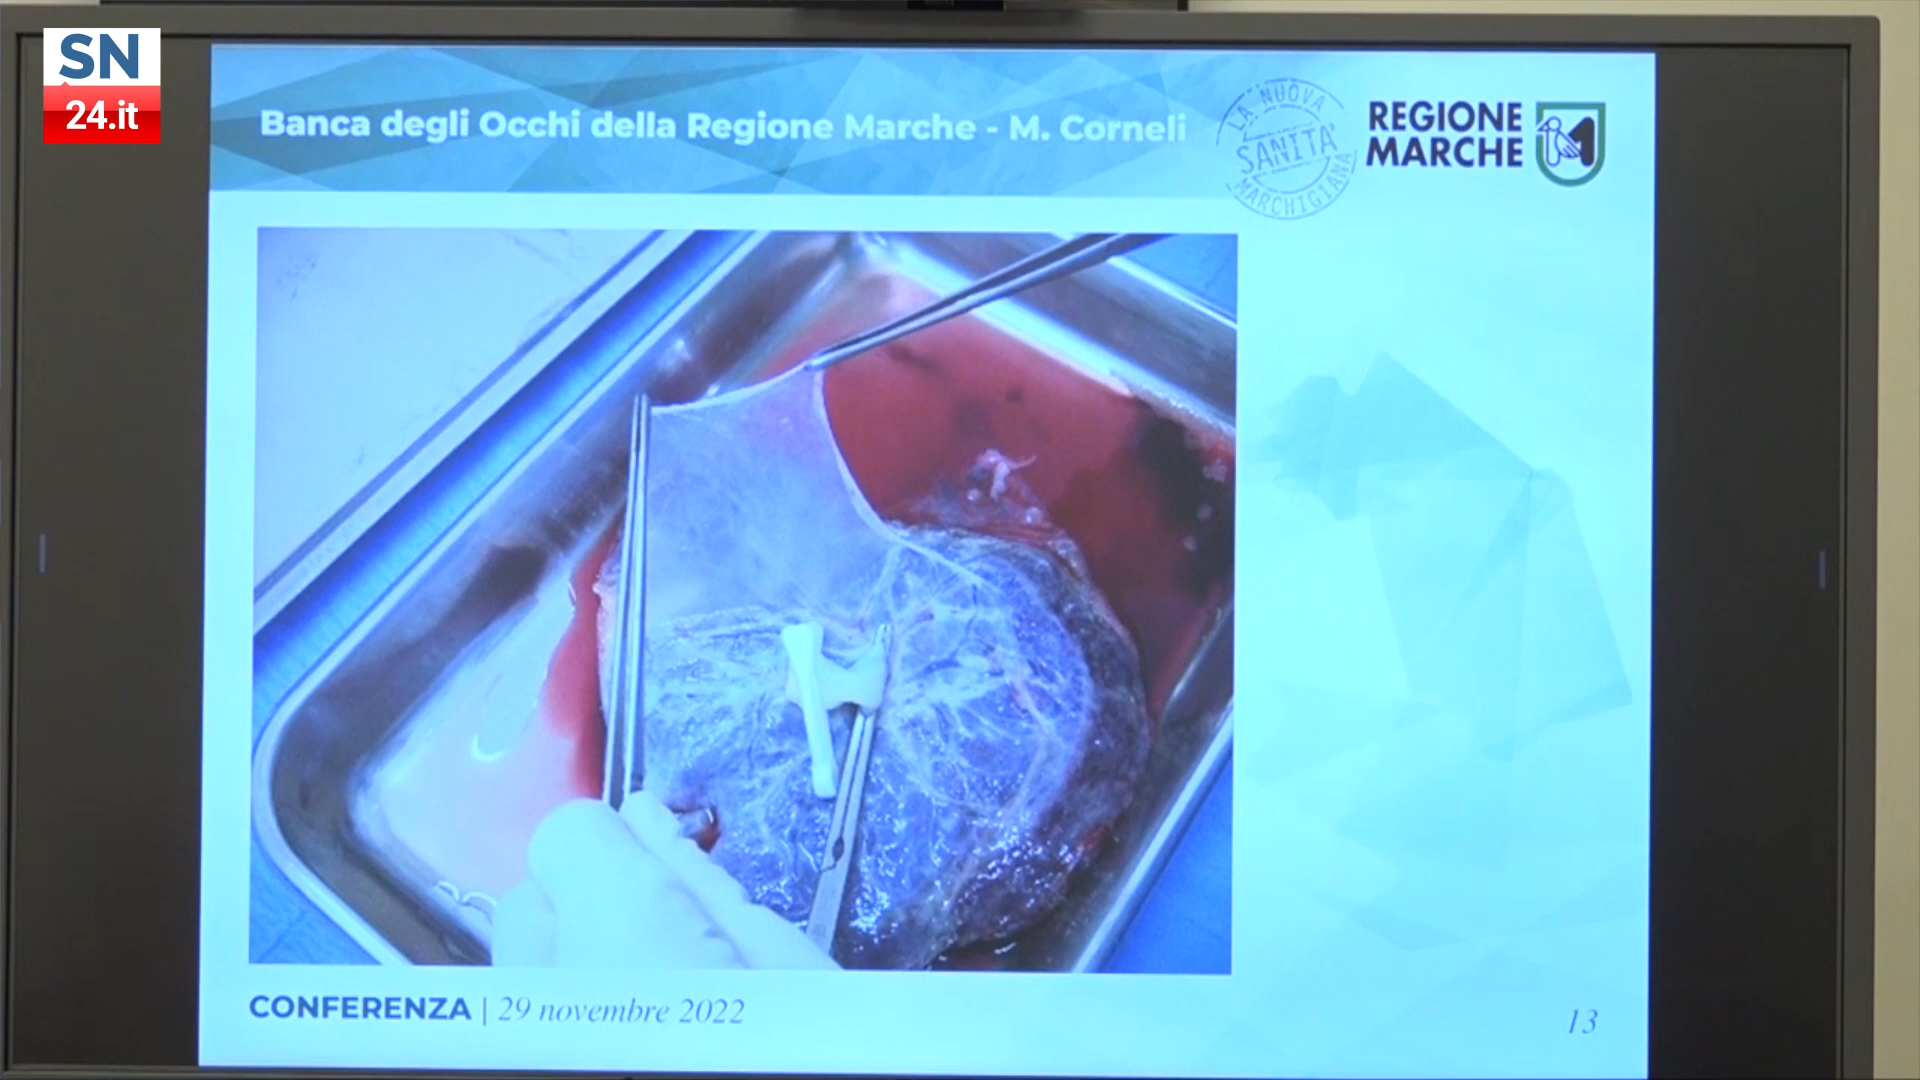 SN
24.it
Banca degli Occhi della Regione Marche - M. Corneli
LA NUOVA
SANITA'
MARCHIGIANA
REGIONE
MARCHE
CONFERENZA | 29 novembre 2022
13